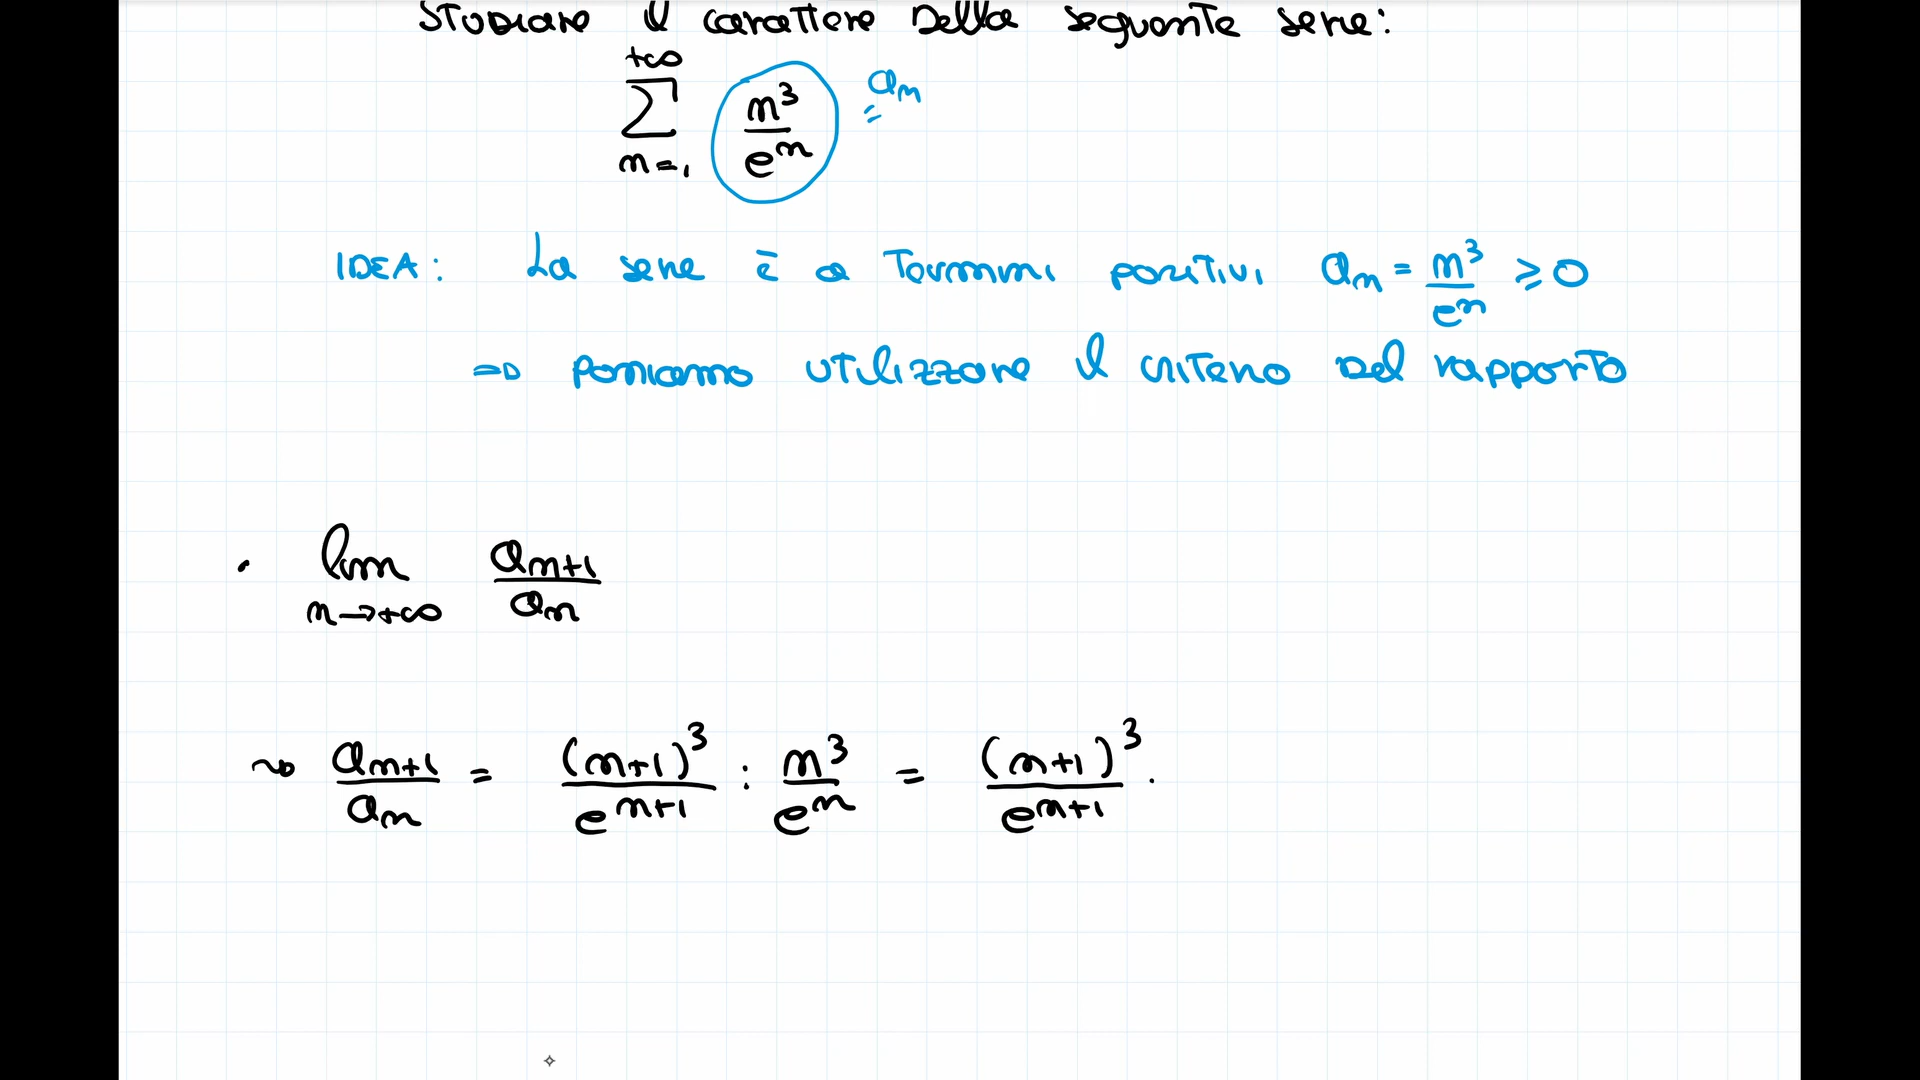 Studiare il carattere della seguente serie:
+∞
∑ n³/eⁿ = aₙ
n=1
IDEA: La serie è a termini positivi aₙ = n³/eⁿ ≥ 0
⇒ Possiamo utilizzare il criterio del rapporto
• lim aₙ₊₁/aₙ
n→+∞
⤳ aₙ₊₁/aₙ = (n+1)³/eⁿ⁺¹ : n³/eⁿ = (n+1)³/eⁿ⁺¹ ·